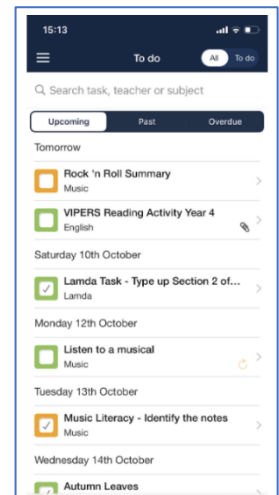 15:13
To do
All
To do
Search task, teacher or subject
Upcoming
Past
Overdue
Tomorrow
Rock 'n Roll Summary
Music
VIPERS Reading Activity Year 4
English
Saturday 10th October
Lamda Task - Type up Section 2 of...
Lamda
Monday 12th October
Listen to a musical
Music
Tuesday 13th October
Music Literacy - Identify the notes
Music
Wednesday 14th October
Autumn Leaves